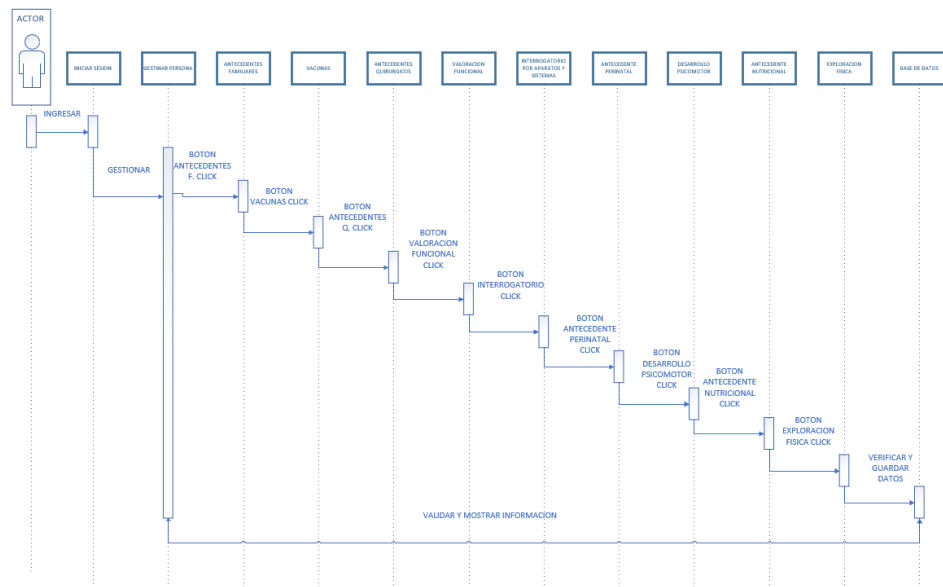 ACTOR
INICIAR SESION
GESTINAR PERSONA
ANTECEDENTES
FAMILIARES
VACUNAS
ANTECEDENTES
QUIRURGICOS
VALORACION
FUNCIONAL
INTERROGATORIO
POR APARATOS Y
SISTEMAS
ANTECEDENTE
PERINATAL
DESARROLLO
PSICOMOTOR
ANTECEDENTE
NUTRICIONAL
EXPLORACION
FISICA
BASE DE DATOS
INGRESAR
GESTIONAR
BOTON
ANTECEDENTES
F. CLICK
BOTON
VACUNAS CLICK
BOTON
ANTECEDENTES
Q. CLICK
BOTON
VALORACION
FUNCIONAL
CLICK
BOTON
INTERROGATORIO
CLICK
BOTON
ANTECEDENTE
PERINATAL
CLICK
BOTON
DESARROLLO
PSICOMOTOR
CLICK
BOTON
ANTECEDENTE
NUTRICIONAL
CLICK
BOTON
EXPLORACION
FISICA CLICK
VERIFICAR Y
GUARDAR
DATOS
VALIDAR Y MOSTRAR INFORMACION